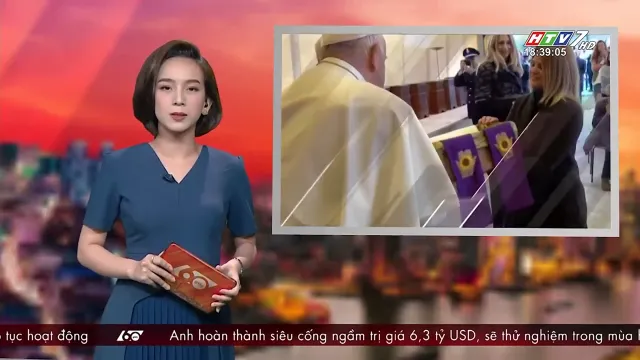 HTV7 HD
18:39:05
tục hoạt động
60
Anh hoàn thành siêu cống ngầm trị giá 6,3 tỷ USD, sẽ thử nghiệm trong mùa